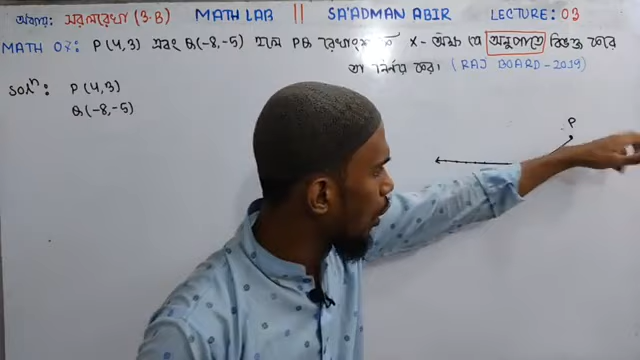 অধ্যায়: সরলরেখা (3-B) MATH LAB || SA'ADMAN ABIR LECTURE: 03
MATH 07: P (4,3) এবং Q (-8,-5) হলে PQ X- অক্ষ যে অনুপাতে বিভক্ত করে
তা নির্ণয় কর। (RAJ BOARD-2019)
Solⁿ: P (4,3)
Q (-8,-5)
P